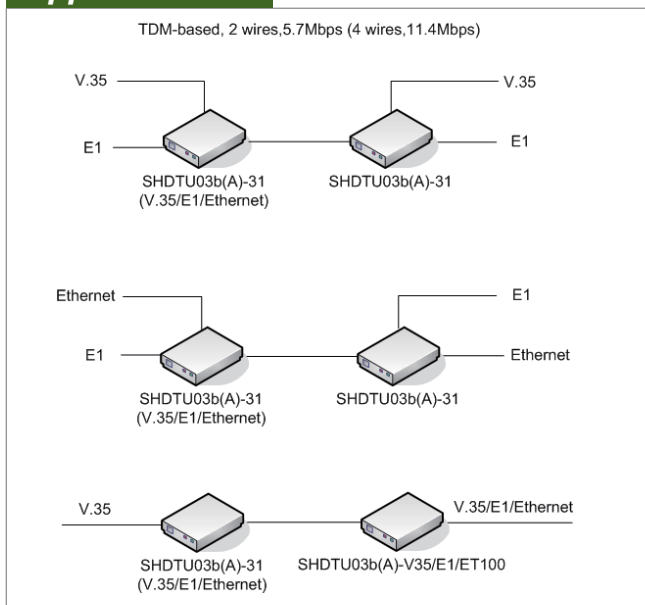 TDM-based, 2 wires,5.7Mbps (4 wires,11.4Mbps)
V.35
V.35
E1
E1
SHDTU03b(A)-31
(V.35/E1/Ethernet)
SHDTU03b(A)-31
Ethernet
E1
E1
Ethernet
SHDTU03b(A)-31
(V.35/E1/Ethernet)
SHDTU03b(A)-31
V.35
V.35/E1/Ethernet
SHDTU03b(A)-31
(V.35/E1/Ethernet)
SHDTU03b(A)-V35/E1/ET100